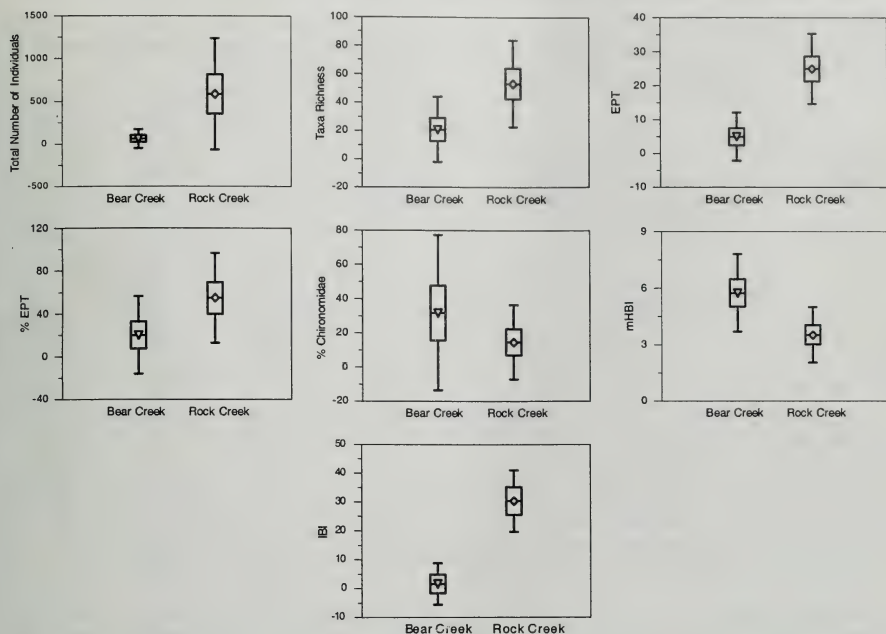 Total Number of Individuals
1500
1000
500
0
-500
Bear Creek Rock Creek
Taxa Richness
100
80
60
40
20
0
-20
Bear Creek Rock Creek
EPT
40
30
20
10
0
-10
Bear Creek Rock Creek
% EPT
120
80
40
0
-40
Bear Creek Rock Creek
% Chironomidae
80
60
40
20
0
-20
Bear Creek Rock Creek
mHBI
9
6
3
0
Bear Creek Rock Creek
IBI
50
40
30
20
10
0
-10
Bear Creek Rock Creek